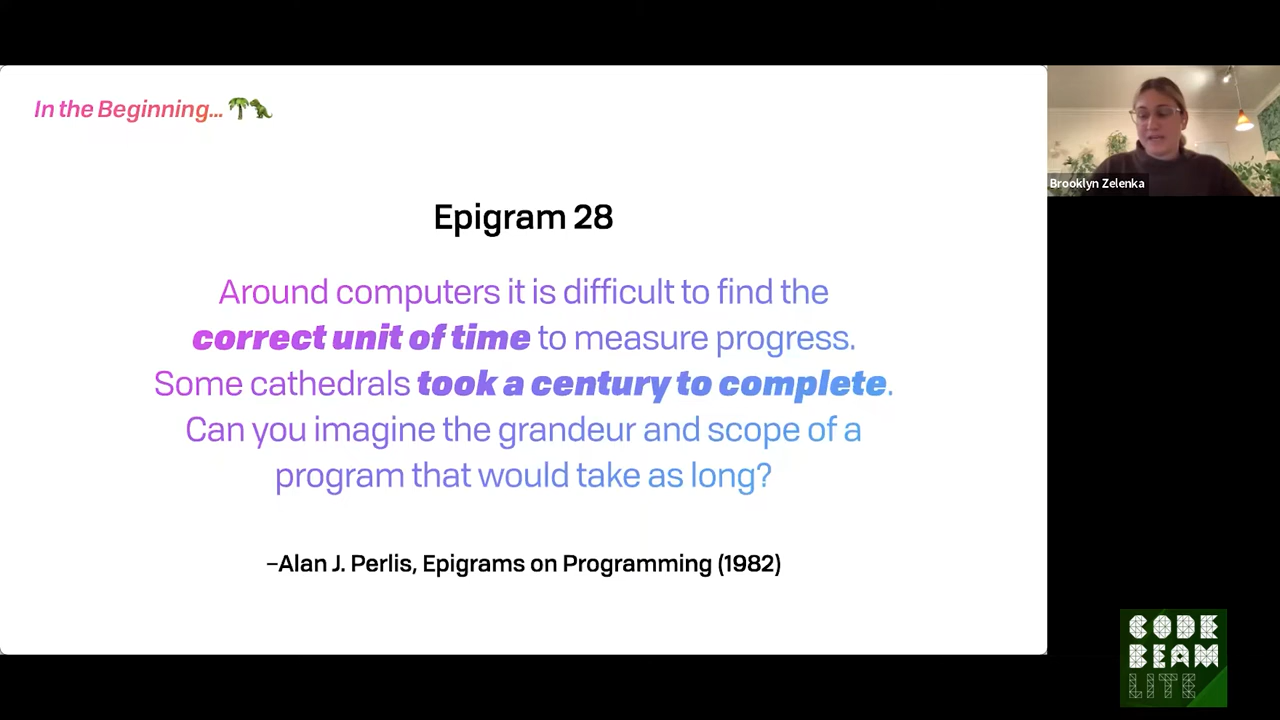 In the Beginning... 🌴🦖
Epigram 28
Around computers it is difficult to find the
correct unit of time to measure progress.
Some cathedrals took a century to complete.
Can you imagine the grandeur and scope of a
program that would take as long?
–Alan J. Perlis, Epigrams on Programming (1982)
Brooklyn Zelenka
CODE
BEAM
LITE